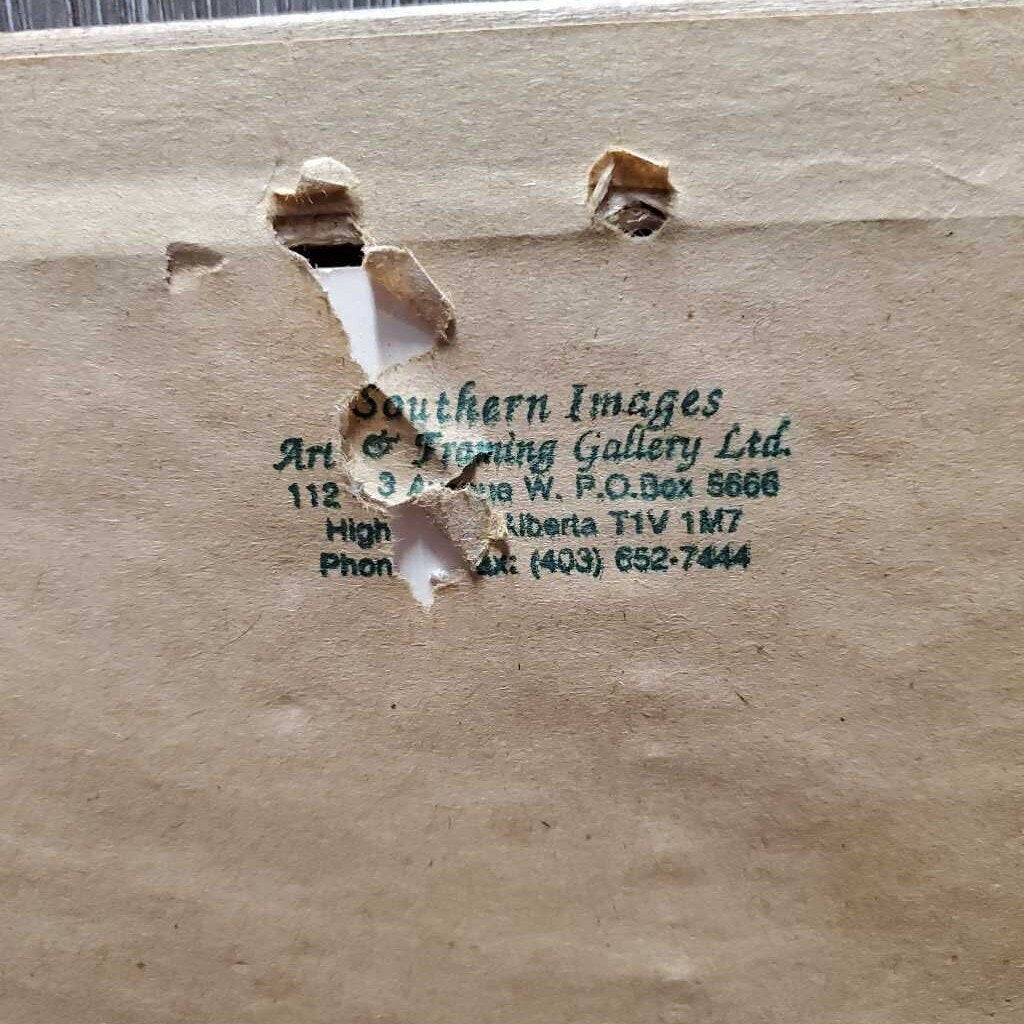 Southern Images
Art & Framing Gallery Ltd.
112 3 A ue W. P.O.Box 5666
High Alberta T1V 1M7
Phon ax: (403) 652-7444